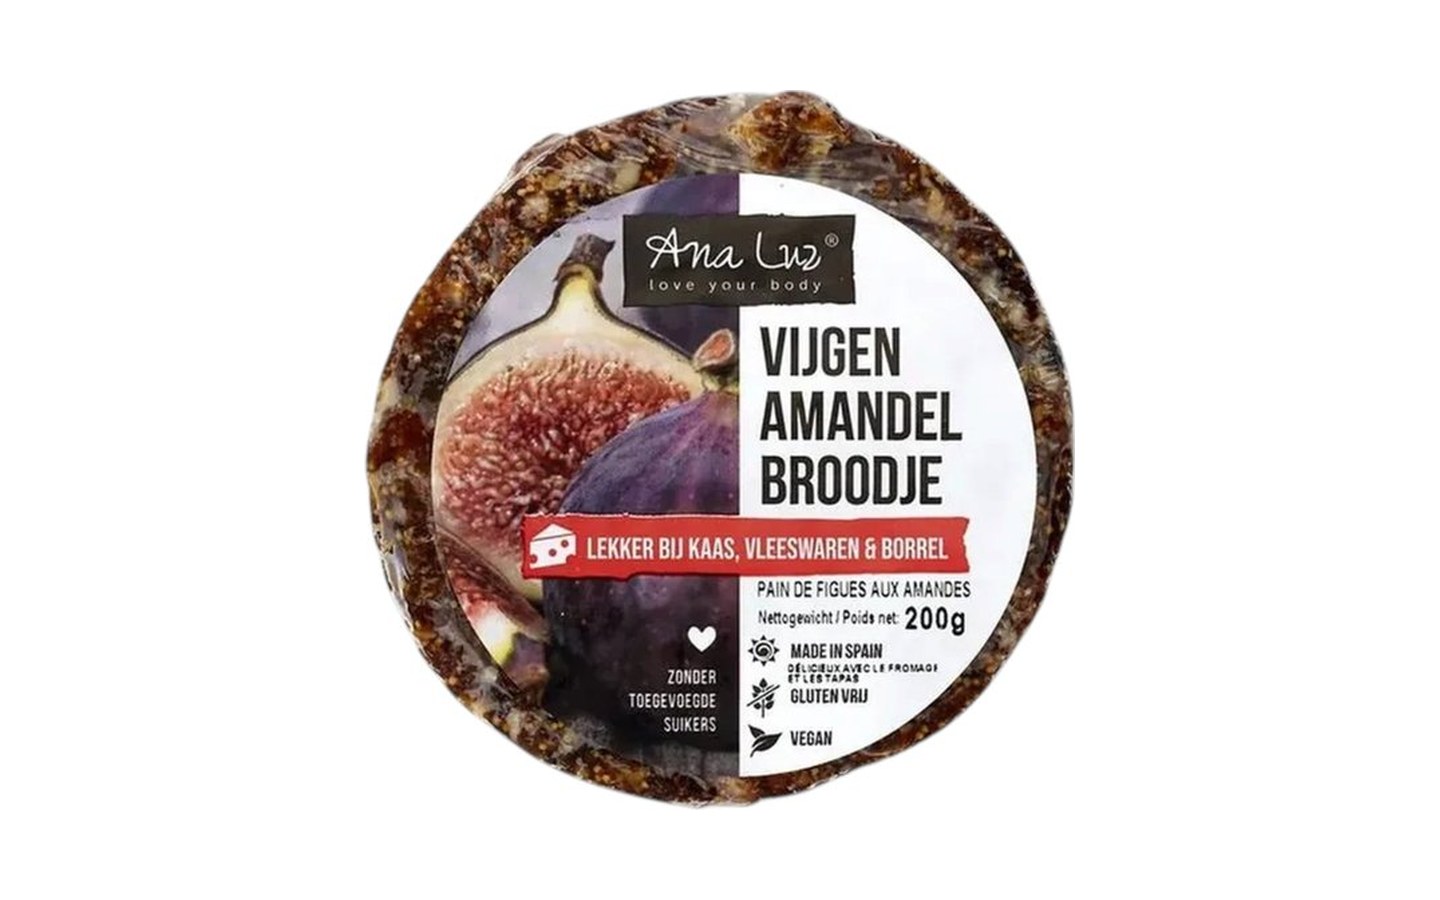 Ana Luz®
love your body
VIJGEN
AMANDEL
BROODJE
LEKKER BIJ KAAS, VLEESWAREN & BORREL
PAIN DE FIGUES AUX AMANDES
Nettogewicht / Poids net: 200g
MADE IN SPAIN
DÉLICIEUX AVEC LE FROMAGE
ET LES TAPAS
GLUTEN VRIJ
VEGAN
ZONDER
TOEGEVOEGDE
SUIKERS